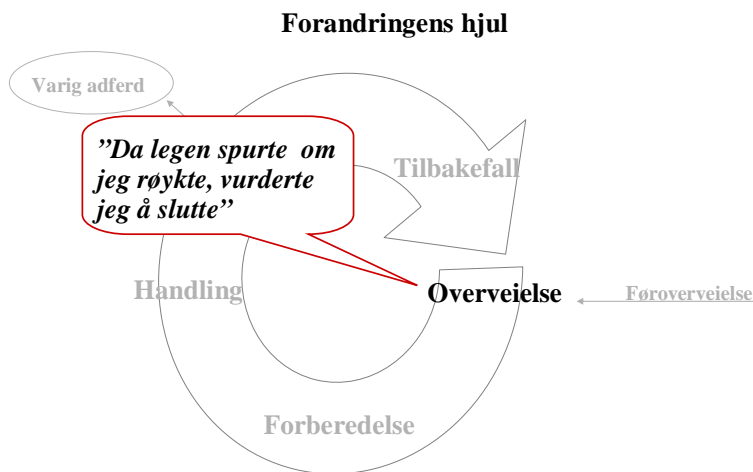 Forandringens hjul
Varig adferd
”Da legen spurte om
jeg røykte, vurderte
jeg å slutte”
Tilbakefall
Handling
Overveielse
Føroverveielse
Forberedelse